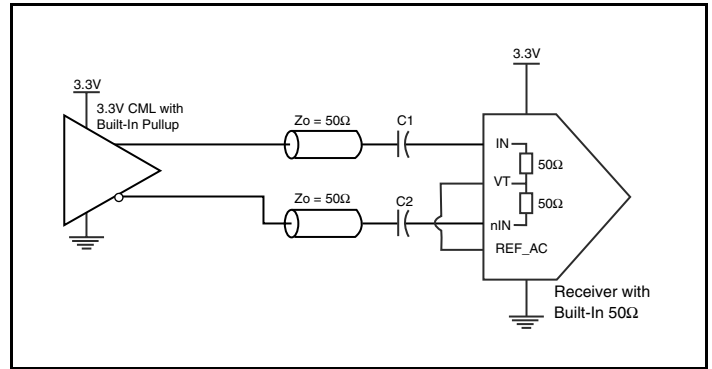 3.3V
3.3V
3.3V CML with
Built-In Pullup
Zo = 50Ω
C1
IN
50Ω
VT
Zo = 50Ω
C2
50Ω
nIN
REF_AC
Receiver with
Built-In 50Ω